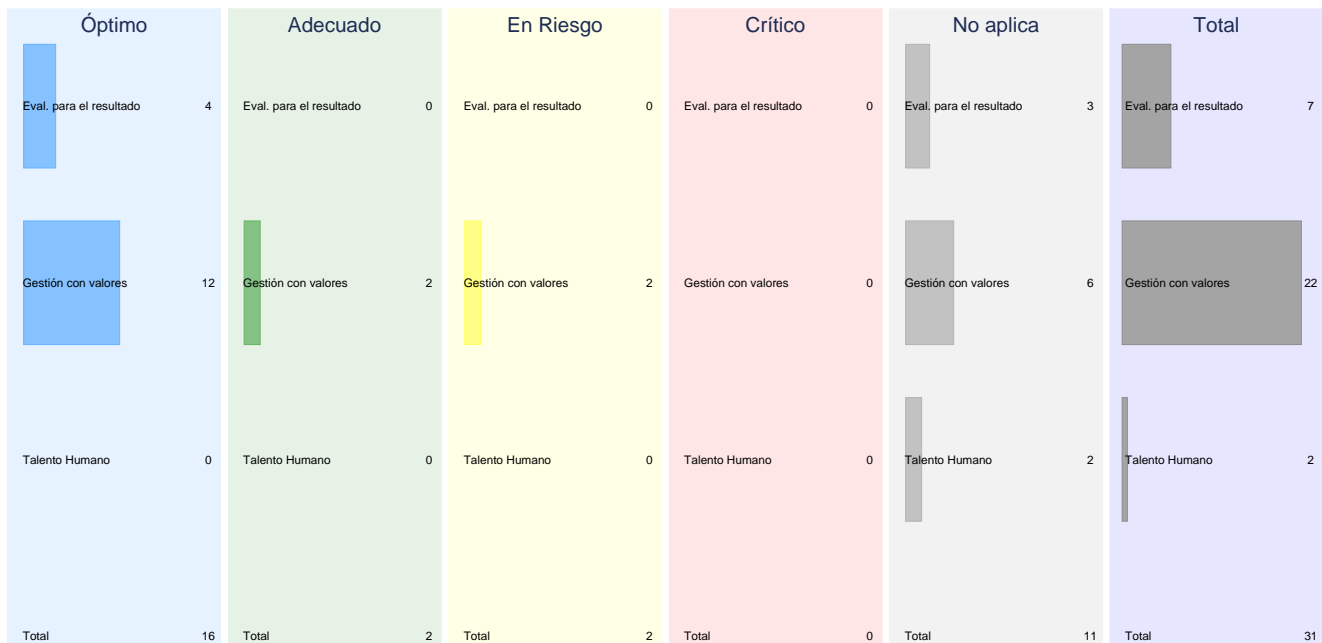 Óptimo Adecuado En Riesgo Crítico No aplica Total
Eval. para el resultado 4 Eval. para el resultado 0 Eval. para el resultado 0 Eval. para el resultado 0 Eval. para el resultado 3 Eval. para el resultado 7
Gestión con valores 12 Gestión con valores 2 Gestión con valores 2 Gestión con valores 0 Gestión con valores 6 Gestión con valores 22
Talento Humano 0 Talento Humano 0 Talento Humano 0 Talento Humano 0 Talento Humano 2 Talento Humano 2
Total 16 Total 2 Total 2 Total 0 Total 11 Total 31